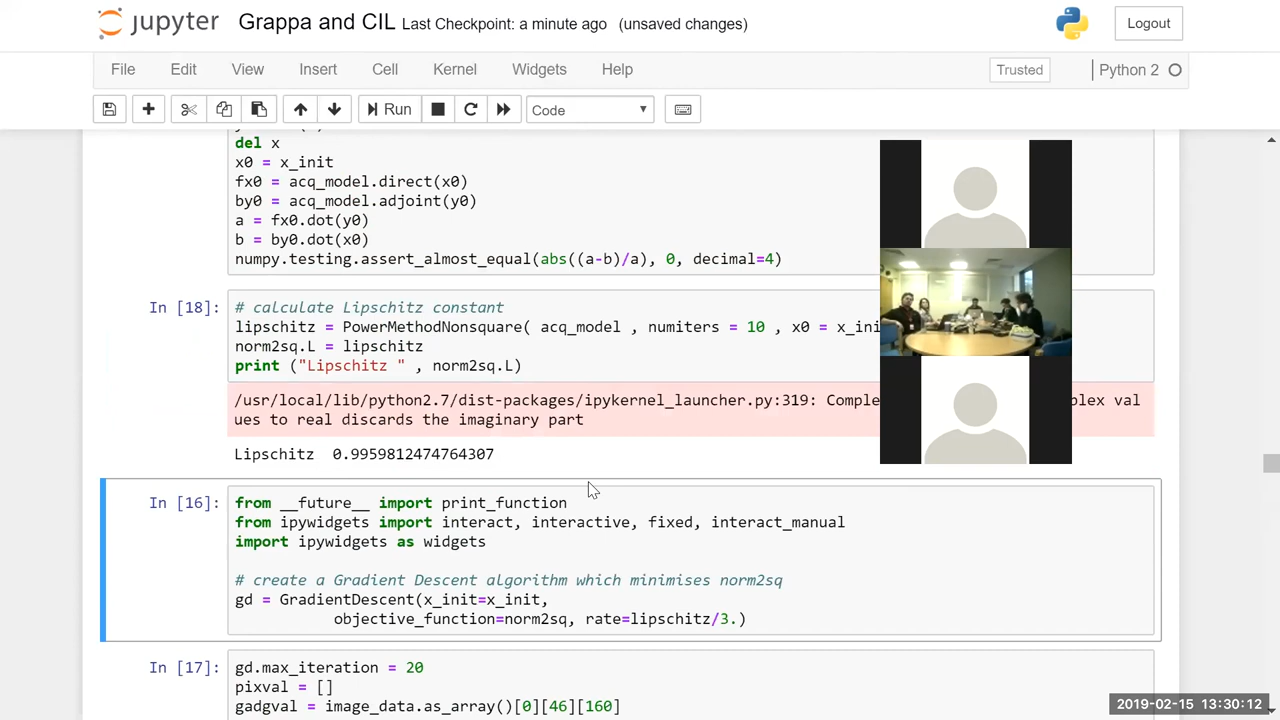 jupyter Grappa and CIL Last Checkpoint: a minute ago (unsaved changes) Logout
File Edit View Insert Cell Kernel Widgets Help Trusted Python 2
Run Code
del x
x0 = x_init
fx0 = acq_model.direct(x0)
by0 = acq_model.adjoint(y0)
a = fx0.dot(y0)
b = by0.dot(x0)
numpy.testing.assert_almost_equal(abs((a-b)/a), 0, decimal=4)
In [18]: # calculate Lipschitz constant
lipschitz = PowerMethodNonsquare( acq_model , numiters = 10 , x0 = x_ini
norm2sq.L = lipschitz
print ("Lipschitz " , norm2sq.L)
/usr/local/lib/python2.7/dist-packages/ipykernel_launcher.py:319: Comple plex val
ues to real discards the imaginary part
Lipschitz 0.9959812474764307
In [16]: from __future__ import print_function
from ipywidgets import interact, interactive, fixed, interact_manual
import ipywidgets as widgets
# create a Gradient Descent algorithm which minimises norm2sq
gd = GradientDescent(x_init=x_init,
objective_function=norm2sq, rate=lipschitz/3.)
In [17]: gd.max_iteration = 20
pixval = []
gadgval = image_data.as_array()[0][46][160]
2019-02-15 13:30:12